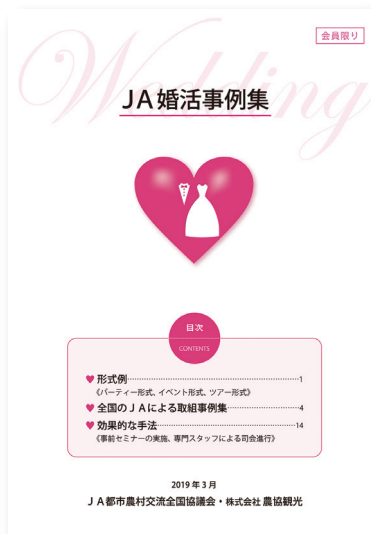 会員限り
Wedding
JA婚活事例集
目次
CONTENTS
♥ 形式例……………………………………1
《パーティー形式、イベント形式、ツアー形式》
♥ 全国のJAによる取組事例集……………………4
♥ 効果的な手法……………………………………14
《事前セミナーの実施、専門スタッフによる司会進行》
2019年3月
JA都市農村交流全国協議会・株式会社 農協観光